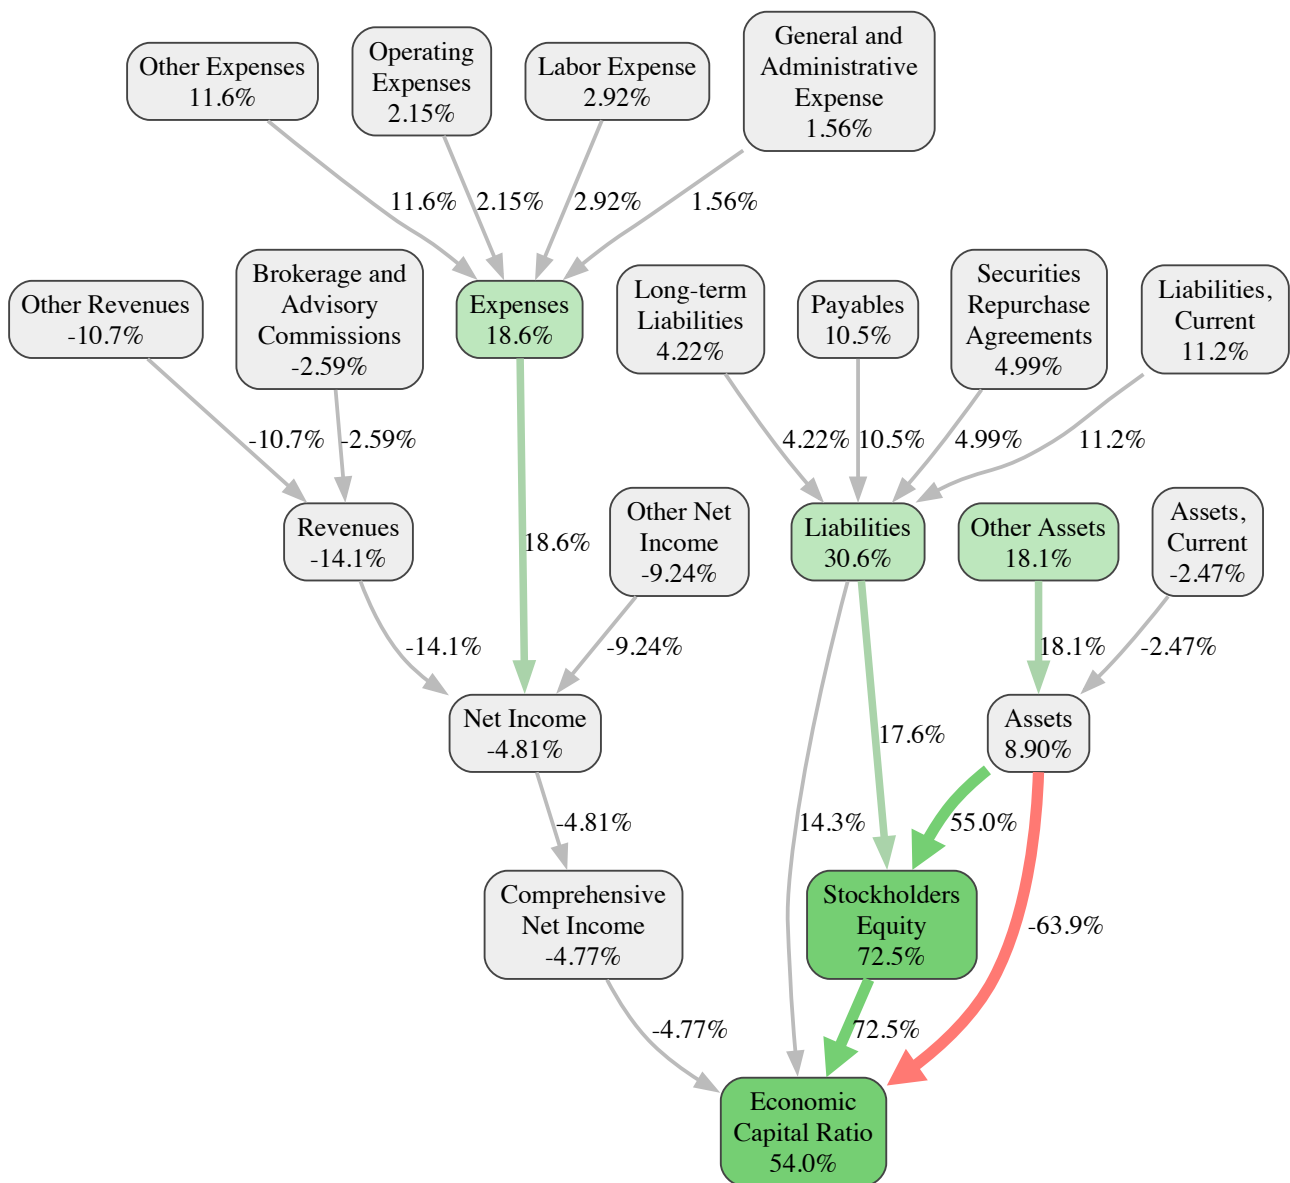 Other Expenses
11.6%
Operating
Expenses
2.15%
Labor Expense
2.92%
General and
Administrative
Expense
1.56%
11.6%
2.15%
2.92%
1.56%
Other Revenues
-10.7%
Brokerage and
Advisory
Commissions
-2.59%
Expenses
18.6%
Long-term
Liabilities
4.22%
Payables
10.5%
Securities
Repurchase
Agreements
4.99%
Liabilities,
Current
11.2%
-10.7%
-2.59%
4.22%
10.5%
4.99%
11.2%
Revenues
-14.1%
18.6%
Other Net
Income
-9.24%
Liabilities
30.6%
Other Assets
18.1%
Assets,
Current
-2.47%
-14.1%
-9.24%
18.1%
-2.47%
Net Income
-4.81%
17.6%
Assets
8.90%
-4.81%
14.3%
55.0%
Comprehensive
Net Income
-4.77%
Stockholders
Equity
72.5%
-63.9%
-4.77%
72.5%
Economic
Capital Ratio
54.0%